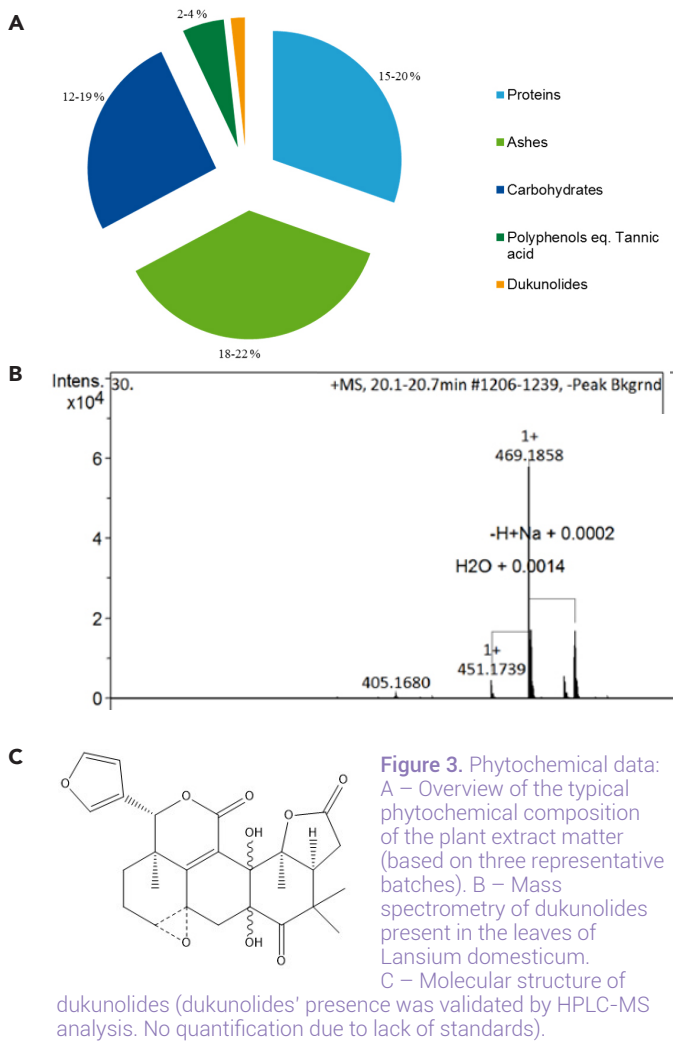 A
2-4 %
15-20 %
12-19 %
18-22 %
Proteins
Ashes
Carbohydrates
Polyphenols eq. Tannic
acid
Dukunolides
B
Intens. 30.
x10⁴
+MS, 20.1-20.7min #1206-1239, -Peak Bkgrnd
1+
469.1858
6
-H+Na + 0.0002
4
H2O + 0.0014
2
1+
451.1739
405.1680
0
C
O
O
O
O
O
OH
H
OH
O
O
Figure 3. Phytochemical data:
A – Overview of the typical
phytochemical composition
of the plant extract matter
(based on three representative
batches). B – Mass
spectrometry of dukunolides
present in the leaves of
Lansium domesticum.
C – Molecular structure of
dukunolides (dukunolides' presence was validated by HPLC-MS
analysis. No quantification due to lack of standards).